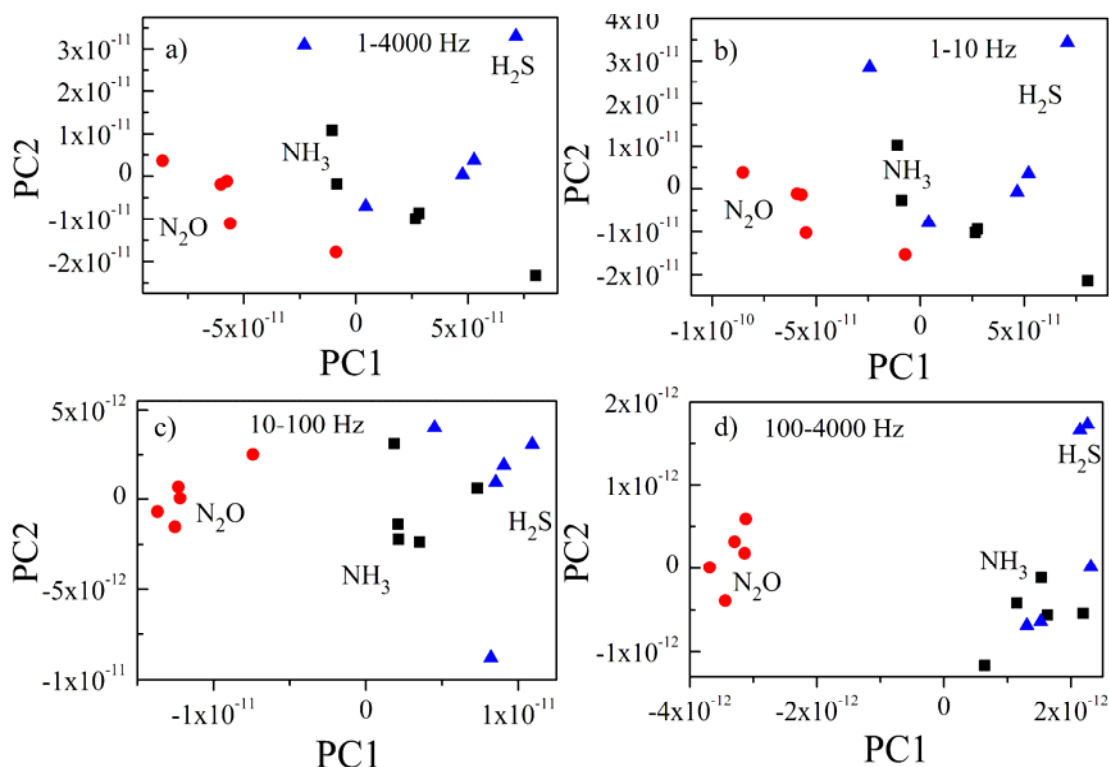 a)
1-4000 Hz
H₂S
NH₃
N₂O
3x10⁻¹¹
2x10⁻¹¹
1x10⁻¹¹
0
-1x10⁻¹¹
-2x10⁻¹¹
PC2
-5x10⁻¹¹ 0 5x10⁻¹¹
PC1
b)
1-10 Hz
H₂S
NH₃
N₂O
4x10
3x10⁻¹¹
2x10⁻¹¹
1x10⁻¹¹
0
-1x10⁻¹¹
-2x10⁻¹¹
PC2
-1x10⁻¹⁰ -5x10⁻¹¹ 0 5x10⁻¹¹
PC1
c)
10-100 Hz
N₂O
H₂S
NH₃
5x10⁻¹²
0
-5x10⁻¹²
-1x10⁻¹¹
PC2
-1x10⁻¹¹ 0 1x10⁻¹¹
PC1
d)
100-4000 Hz
H₂S
NH₃
N₂O
2x10⁻¹²
1x10⁻¹²
0
-1x10⁻¹²
PC2
-4x10⁻¹² -2x10⁻¹² 0 2x10⁻¹²
PC1